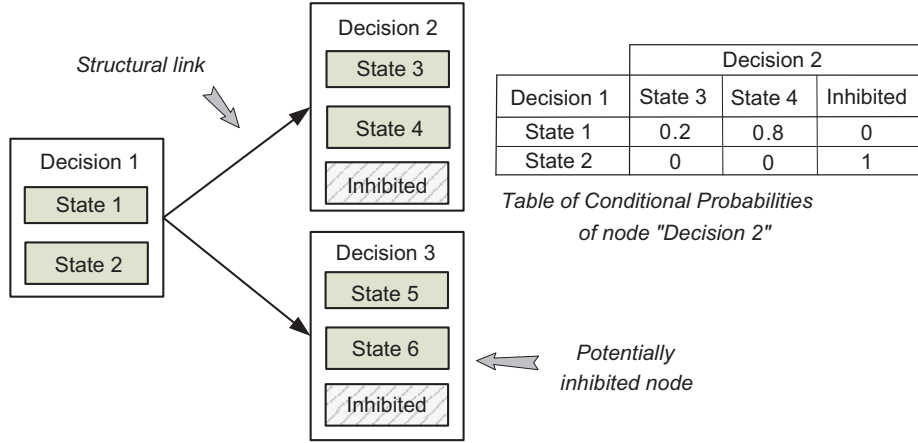 Structural link
Decision 1
State 1
State 2
Decision 2
State 3
State 4
Inhibited
Decision 3
State 5
State 6
Inhibited
Decision 2
Decision 1 State 3 State 4 Inhibited
State 1 0.2 0.8 0
State 2 0 0 1
Table of Conditional Probabilities
of node "Decision 2"
Potentially
inhibited node